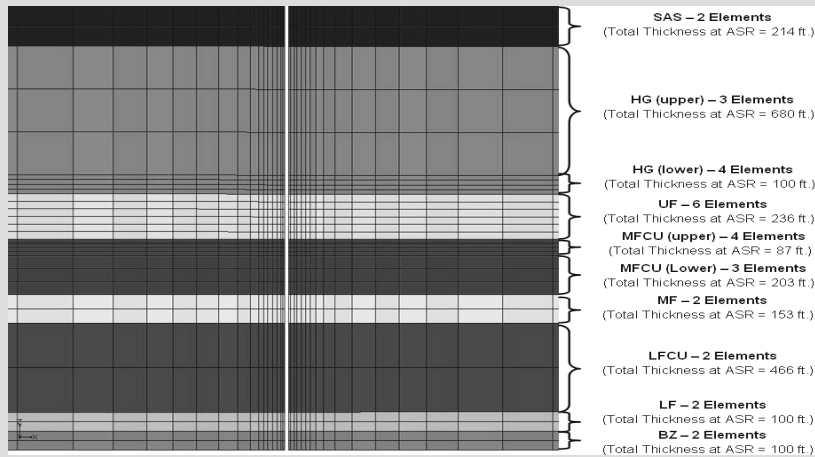 SAS – 2 Elements
(Total Thickness at ASR = 214 ft.)
HG (upper) – 3 Elements
(Total Thickness at ASR = 680 ft.)
HG (lower) – 4 Elements
(Total Thickness at ASR = 100 ft.)
UF – 6 Elements
(Total Thickness at ASR = 236 ft.)
MFCU (upper) – 4 Elements
(Total Thickness at ASR = 87 ft.)
MFCU (Lower) – 3 Elements
(Total Thickness at ASR = 203 ft.)
MF – 2 Elements
(Total Thickness at ASR = 153 ft.)
LFCU – 2 Elements
(Total Thickness at ASR = 466 ft.)
LF – 2 Elements
(Total Thickness at ASR = 100 ft.)
BZ – 2 Elements
(Total Thickness at ASR = 100 ft.)